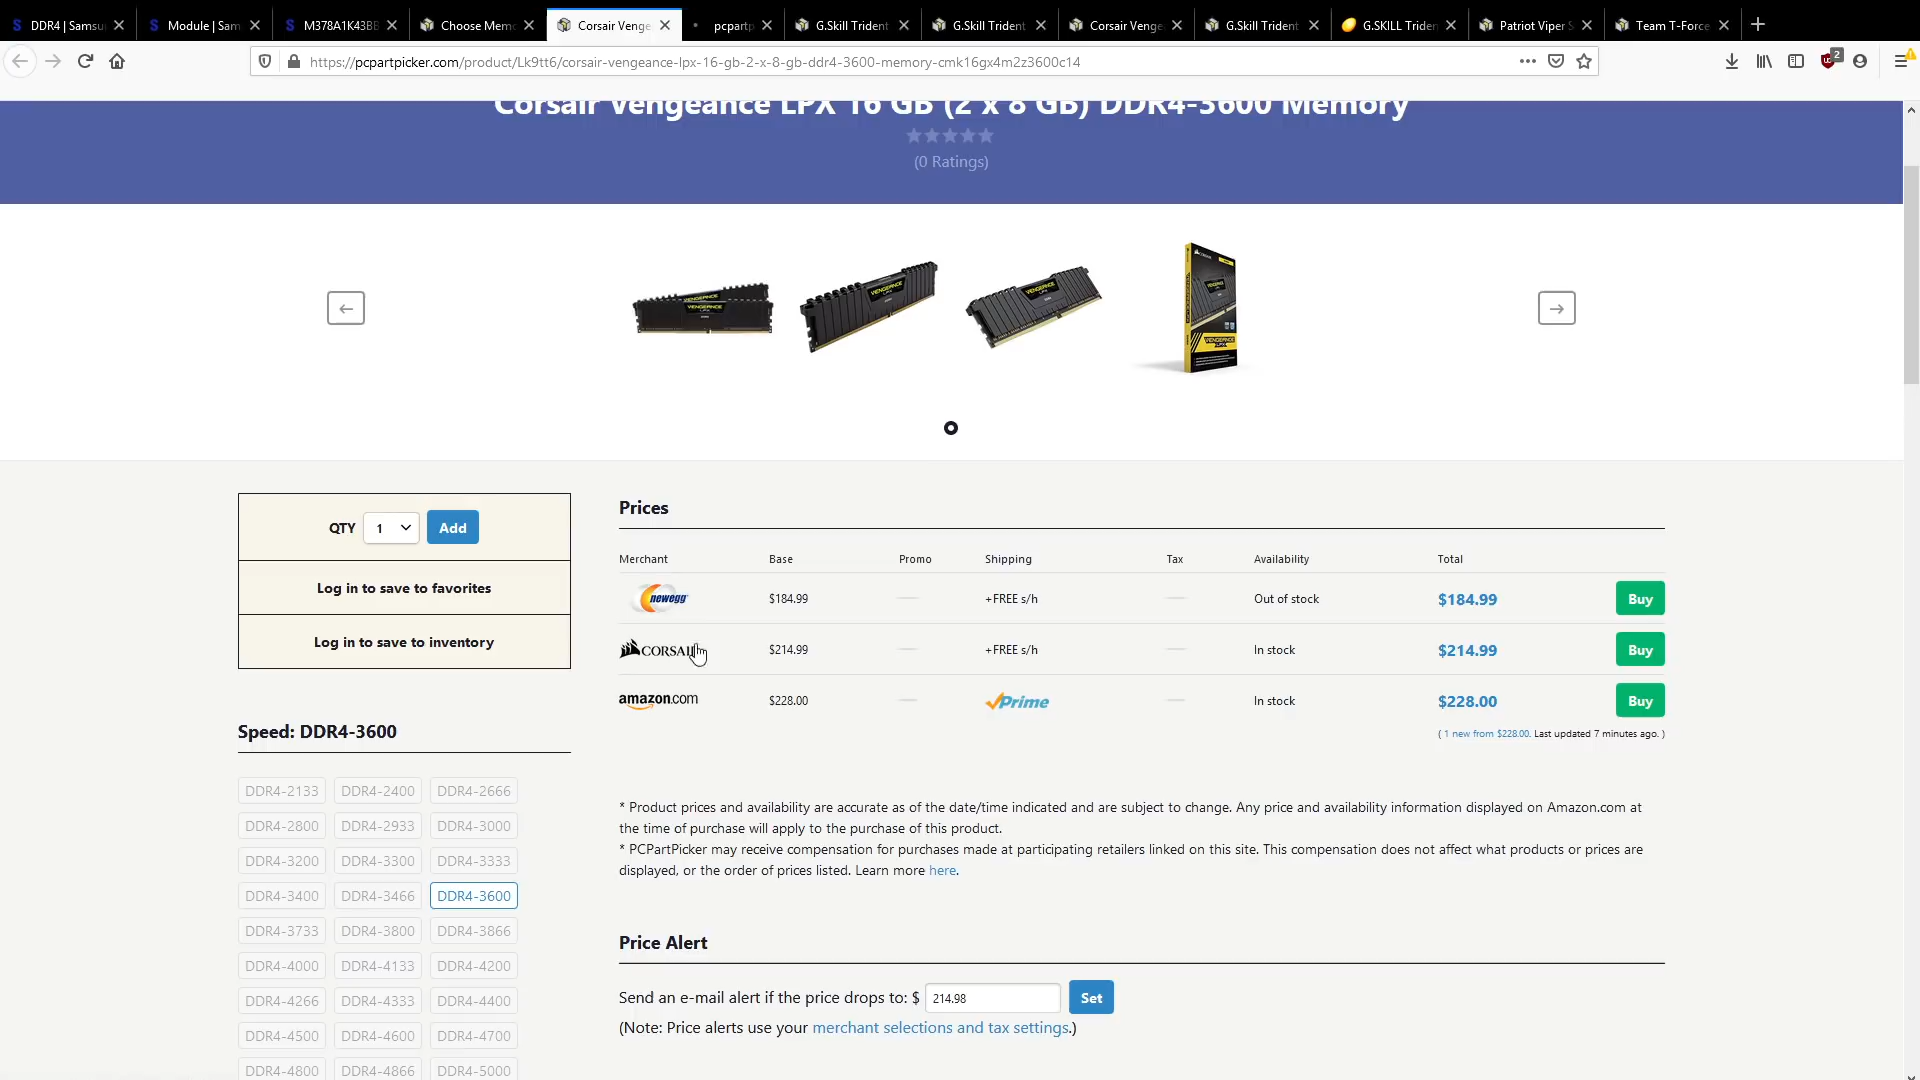 DDR4 | Samsu
Module | Sam
M378A1K43BB
Choose Memo
Corsair Venge
pcpartp
G.Skill Trident
G.Skill Trident
Corsair Venge
G.Skill Trident
G.SKILL Triden
Patriot Viper S
Team T-Force
https://pcpartpicker.com/product/Lk9tt6/corsair-vengeance-lpx-16-gb-2-x-8-gb-ddr4-3600-memory-cmk16gx4m2z3600c14
2
Corsair Vengeance LPX 16 GB (2 x 8 GB) DDR4-3600 Memory
(0 Ratings)
VENGEANCE
VENGEANCE
VENGEANCE
QTY 1 Add
Log in to save to favorites
Log in to save to inventory
Speed: DDR4-3600
DDR4-2133 DDR4-2400 DDR4-2666
DDR4-2800 DDR4-2933 DDR4-3000
DDR4-3200 DDR4-3300 DDR4-3333
DDR4-3400 DDR4-3466 DDR4-3600
DDR4-3733 DDR4-3800 DDR4-3866
DDR4-4000 DDR4-4133 DDR4-4200
DDR4-4266 DDR4-4333 DDR4-4400
DDR4-4500 DDR4-4600 DDR4-4700
DDR4-4800 DDR4-4866 DDR4-5000
Prices
Merchant Base Promo Shipping Tax Availability Total
newegg $184.99 +FREE s/h Out of stock $184.99 Buy
CORSAIR $214.99 +FREE s/h In stock $214.99 Buy
amazon.com $228.00 Prime In stock $228.00 Buy
( 1 new from $228.00. Last updated 7 minutes ago. )
* Product prices and availability are accurate as of the date/time indicated and are subject to change. Any price and availability information displayed on Amazon.com at
the time of purchase will apply to the purchase of this product.
* PCPartPicker may receive compensation for purchases made at participating retailers linked on this site. This compensation does not affect what products or prices are
displayed, or the order of prices listed. Learn more here.
Price Alert
Send an e-mail alert if the price drops to: $ 214.98 Set
(Note: Price alerts use your merchant selections and tax settings.)